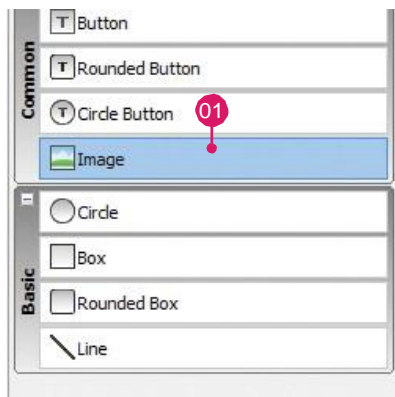 Common
T Button
T Rounded Button
T Circle Button
01
Image
Basic
Circle
Box
Rounded Box
Line